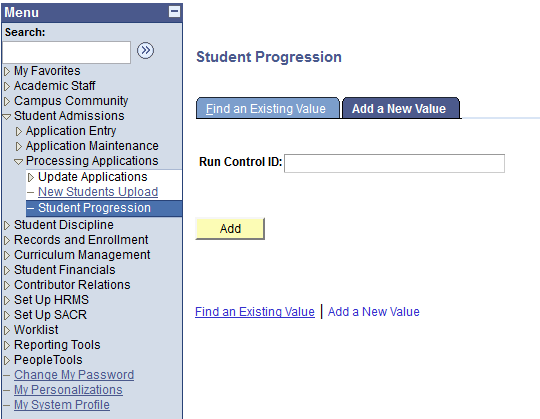 Menu
Search:
My Favorites
Academic Staff
Campus Community
Student Admissions
Application Entry
Application Maintenance
Processing Applications
Update Applications
New Students Upload
Student Progression
Student Discipline
Records and Enrollment
Curriculum Management
Student Financials
Contributor Relations
Set Up HRMS
Set Up SACR
Worklist
Reporting Tools
PeopleTools
Change My Password
My Personalizations
My System Profile
Student Progression
Find an Existing Value Add a New Value
Run Control ID:
Add
Find an Existing Value | Add a New Value